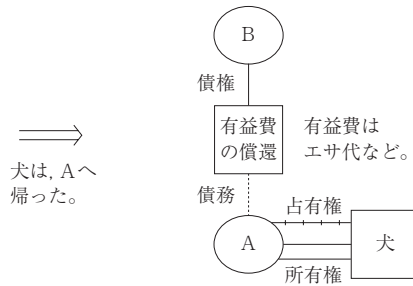 B
債権
有益費
の償還
有益費は
エサ代など。
犬は，Aへ
帰った。
債務
占有権
A
犬
所有権